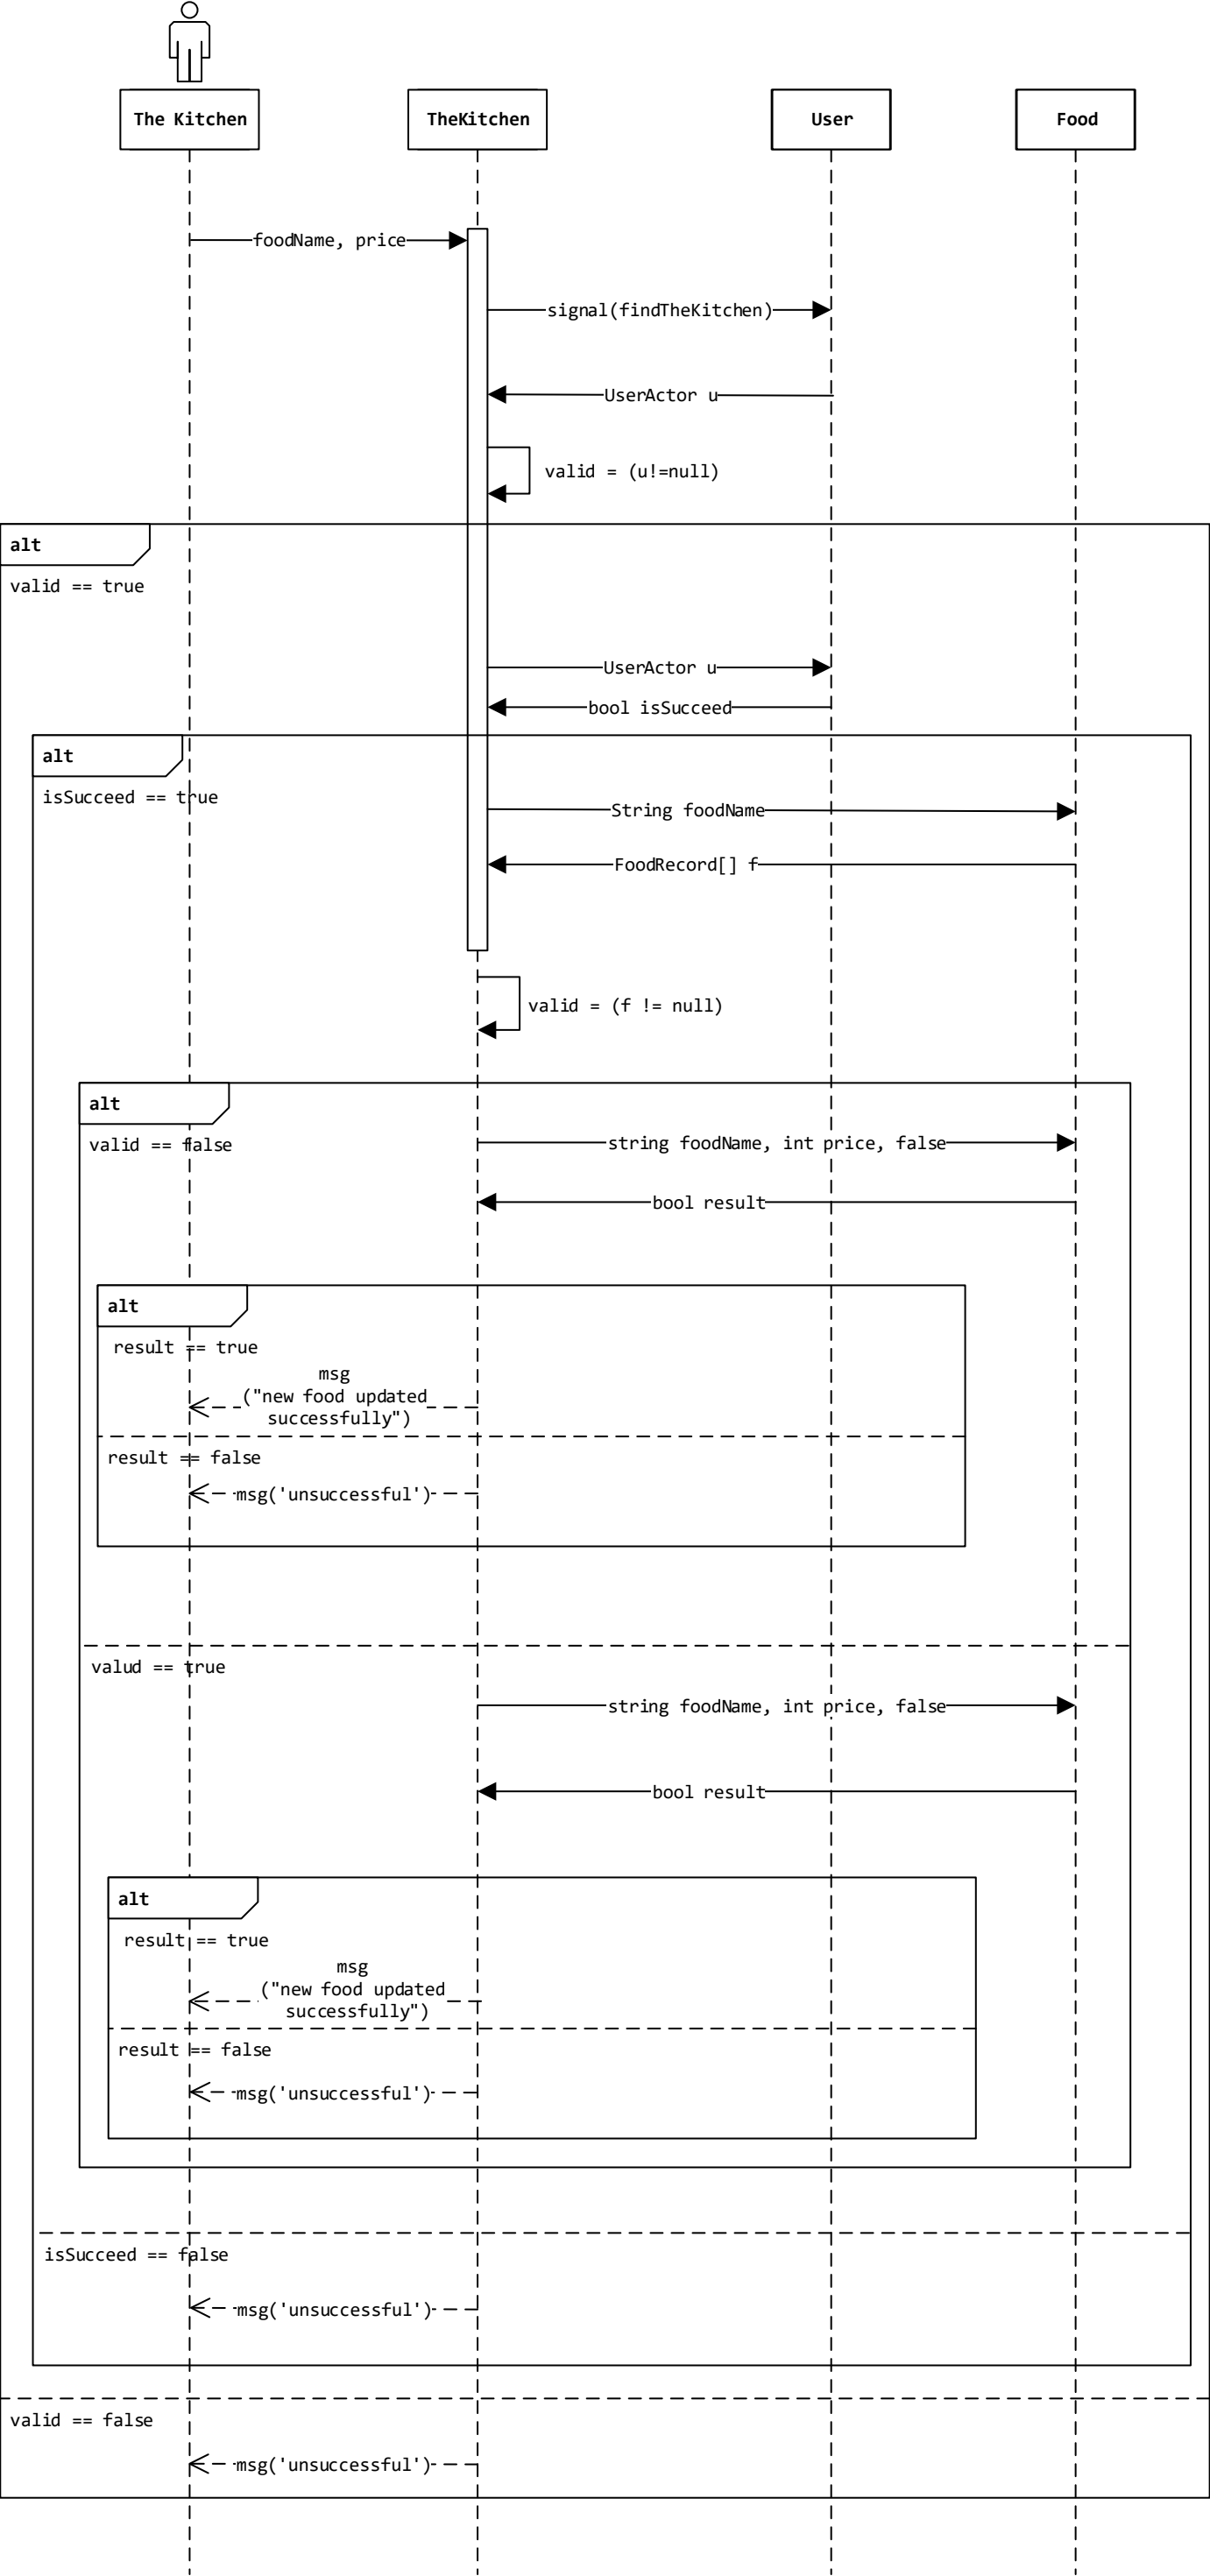 The Kitchen
TheKitchen
User
Food
foodName, price
signal(findTheKitchen)
UserActor u
valid = (u!=null)
alt
valid == true
UserActor u
bool isSucceed
alt
isSucceed == true
String foodName
FoodRecord[] f
valid = (f != null)
alt
valid == false
string foodName, int price, false
bool result
alt
result == true
msg
("new food updated
successfully")
result == false
msg('unsuccessful')
valud == true
string foodName, int price, false
bool result
alt
result == true
msg
("new food updated
successfully")
result == false
msg('unsuccessful')
isSucceed == false
msg('unsuccessful')
valid == false
msg('unsuccessful')